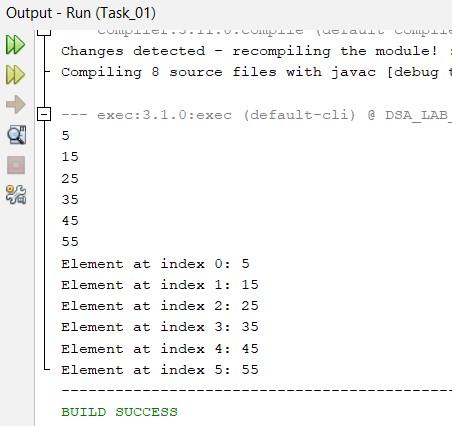 Output - Run (Task_01)
compiler:3.11.0:compile (default-compile
Changes detected - recompiling the module! :
Compiling 8 source files with javac [debug t
--- exec:3.1.0:exec (default-cli) @ DSA_LAB_
5
15
25
35
45
55
Element at index 0: 5
Element at index 1: 15
Element at index 2: 25
Element at index 3: 35
Element at index 4: 45
Element at index 5: 55
------------------------------------------------
BUILD SUCCESS